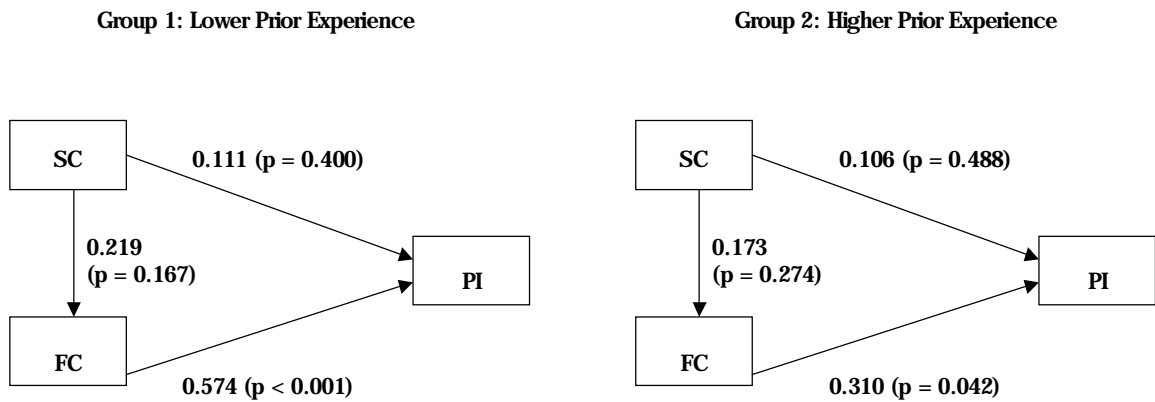 Group 1: Lower Prior Experience
SC
0.111 (p = 0.400)
0.219
(p = 0.167)
PI
FC
0.574 (p < 0.001)
Group 2: Higher Prior Experience
SC
0.106 (p = 0.488)
0.173
(p = 0.274)
PI
FC
0.310 (p = 0.042)